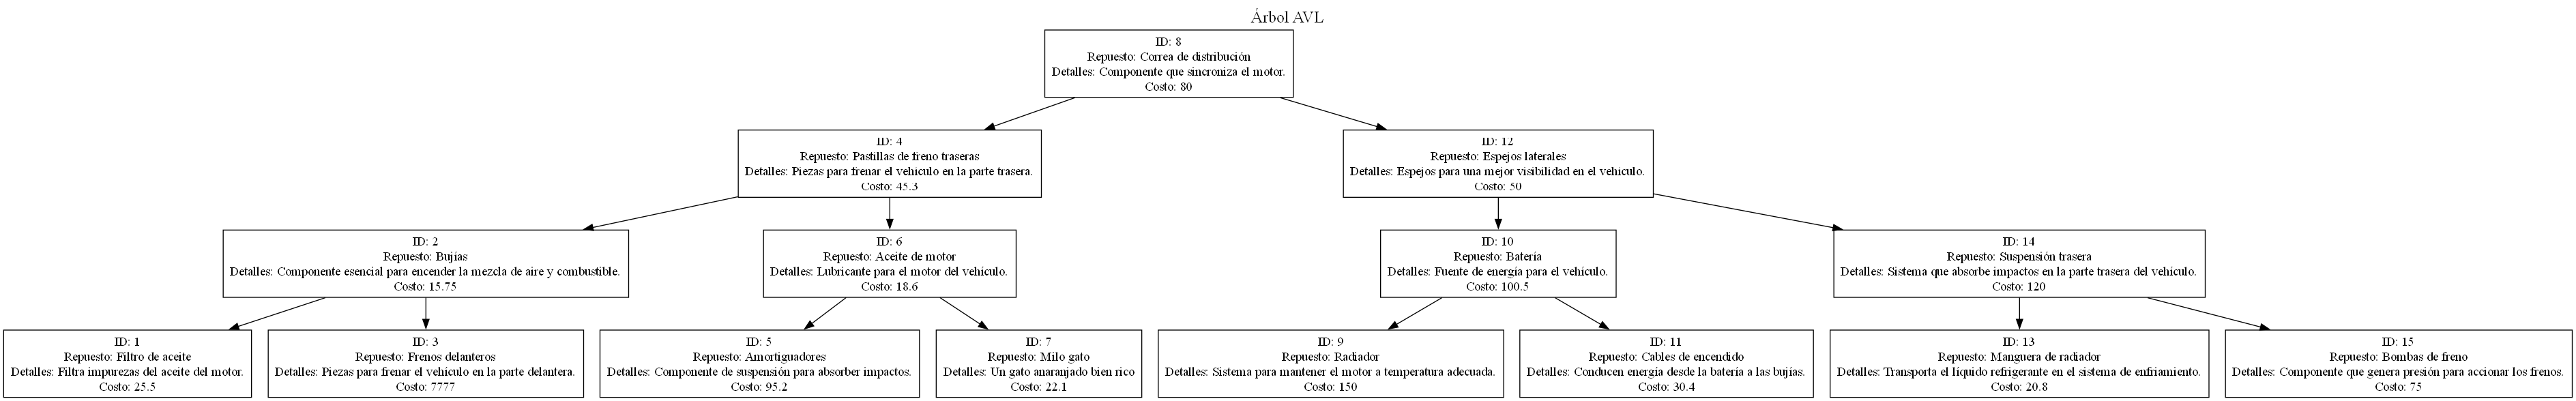 Árbol AVL
ID: 8
Repuesto: Correa de distribución
Detalles: Componente que sincroniza el motor.
Costo: 80
ID: 4
Repuesto: Pastillas de freno traseras
Detalles: Piezas para frenar el vehículo en la parte trasera.
Costo: 45.3
ID: 12
Repuesto: Espejos laterales
Detalles: Espejos para una mejor visibilidad en el vehículo.
Costo: 50
ID: 2
Repuesto: Bujías
Detalles: Componente esencial para encender la mezcla de aire y combustible.
Costo: 15.75
ID: 6
Repuesto: Aceite de motor
Detalles: Lubricante para el motor del vehículo.
Costo: 18.6
ID: 10
Repuesto: Batería
Detalles: Fuente de energía para el vehículo.
Costo: 100.5
ID: 14
Repuesto: Suspensión trasera
Detalles: Sistema que absorbe impactos en la parte trasera del vehículo.
Costo: 120
ID: 1
Repuesto: Filtro de aceite
Detalles: Filtra impurezas del aceite del motor.
Costo: 25.5
ID: 3
Repuesto: Frenos delanteros
Detalles: Piezas para frenar el vehículo en la parte delantera.
Costo: 7777
ID: 5
Repuesto: Amortiguadores
Detalles: Componente de suspensión para absorber impactos.
Costo: 95.2
ID: 7
Repuesto: Milo gato
Detalles: Un gato anaranjado bien rico
Costo: 22.1
ID: 9
Repuesto: Radiador
Detalles: Sistema para mantener el motor a temperatura adecuada.
Costo: 150
ID: 11
Repuesto: Cables de encendido
Detalles: Conducen energía desde la batería a las bujías.
Costo: 30.4
ID: 13
Repuesto: Manguera de radiador
Detalles: Transporta el líquido refrigerante en el sistema de enfriamiento.
Costo: 20.8
ID: 15
Repuesto: Bombas de freno
Detalles: Componente que genera presión para accionar los frenos.
Costo: 75